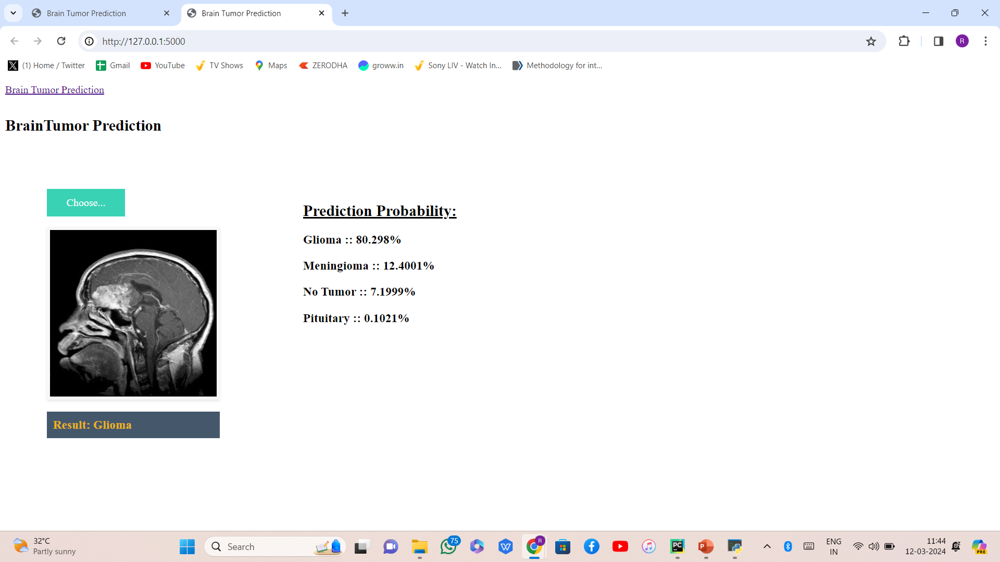 Brain Tumor Prediction
Brain Tumor Prediction
http://127.0.0.1:5000
R
(1) Home / Twitter
Gmail
YouTube
TV Shows
Maps
ZERODHA
groww.in
Sony LIV - Watch In...
Methodology for int...
Brain Tumor Prediction
BrainTumor Prediction
Choose...
Prediction Probability:
Glioma :: 80.298%
Meningioma :: 12.4001%
No Tumor :: 7.1999%
Pituitary :: 0.1021%
Result: Glioma
32°C
Partly sunny
Search
75
R
PC
P
ENG
IN
11:44
12-03-2024
PRE